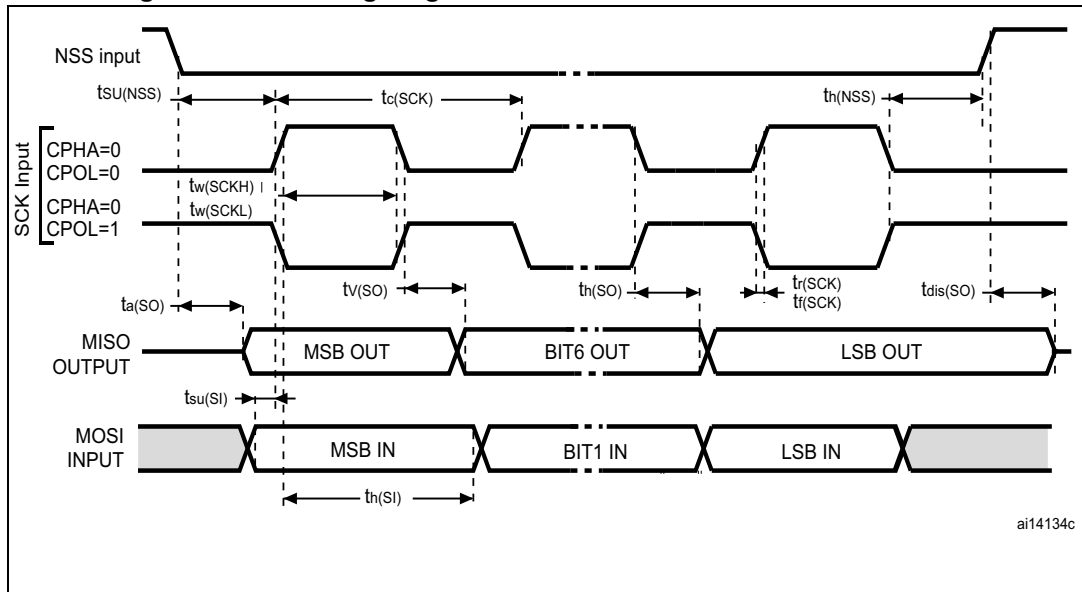 NSS input
tSU(NSS)
tc(SCK)
th(NSS)
SCK Input
CPHA=0
CPOL=0
tw(SCKH)
CPHA=0
tw(SCKL)
CPOL=1
ta(SO)
tV(SO)
th(SO)
tr(SCK)
tf(SCK)
tdis(SO)
MISO
OUTPUT
MSB OUT
BIT6 OUT
LSB OUT
tsu(SI)
MOSI
INPUT
MSB IN
BIT1 IN
LSB IN
th(SI)
ai14134c